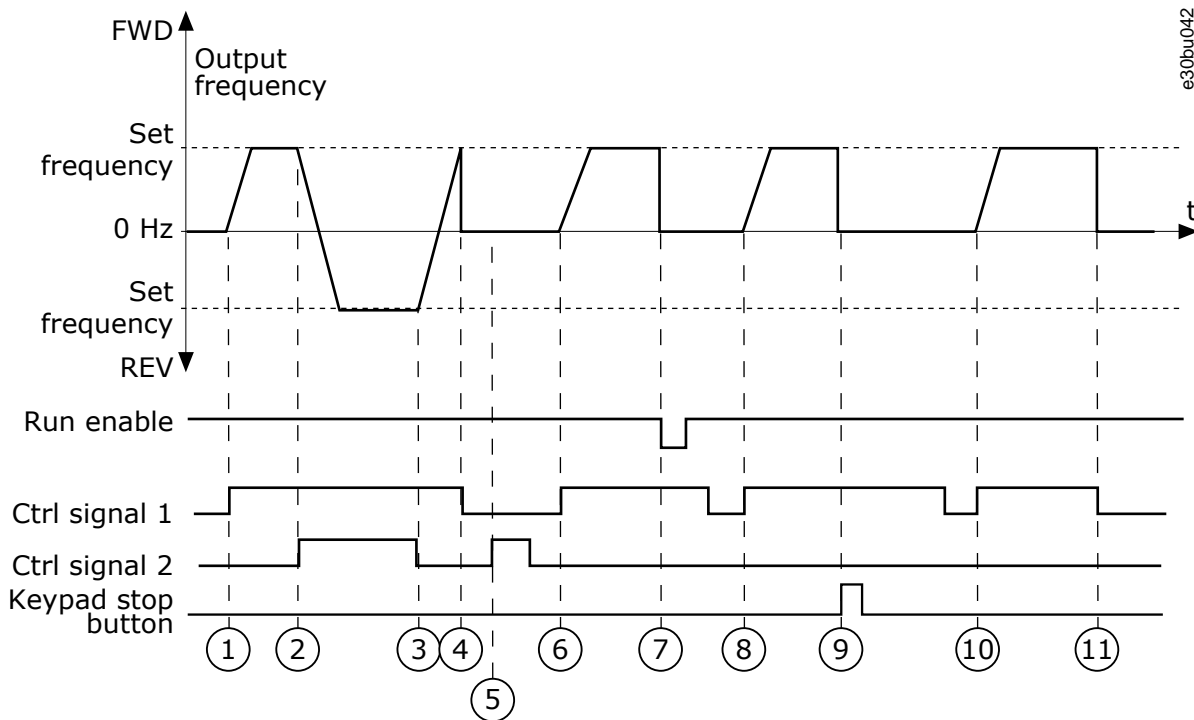 FWD
Output
frequency
e30bu042
Set
frequency
0 Hz
t
Set
frequency
REV
Run enable
Ctrl signal 1
Ctrl signal 2
Keypad stop
button
1 2 3 4 6 7 8 9 10 11
5